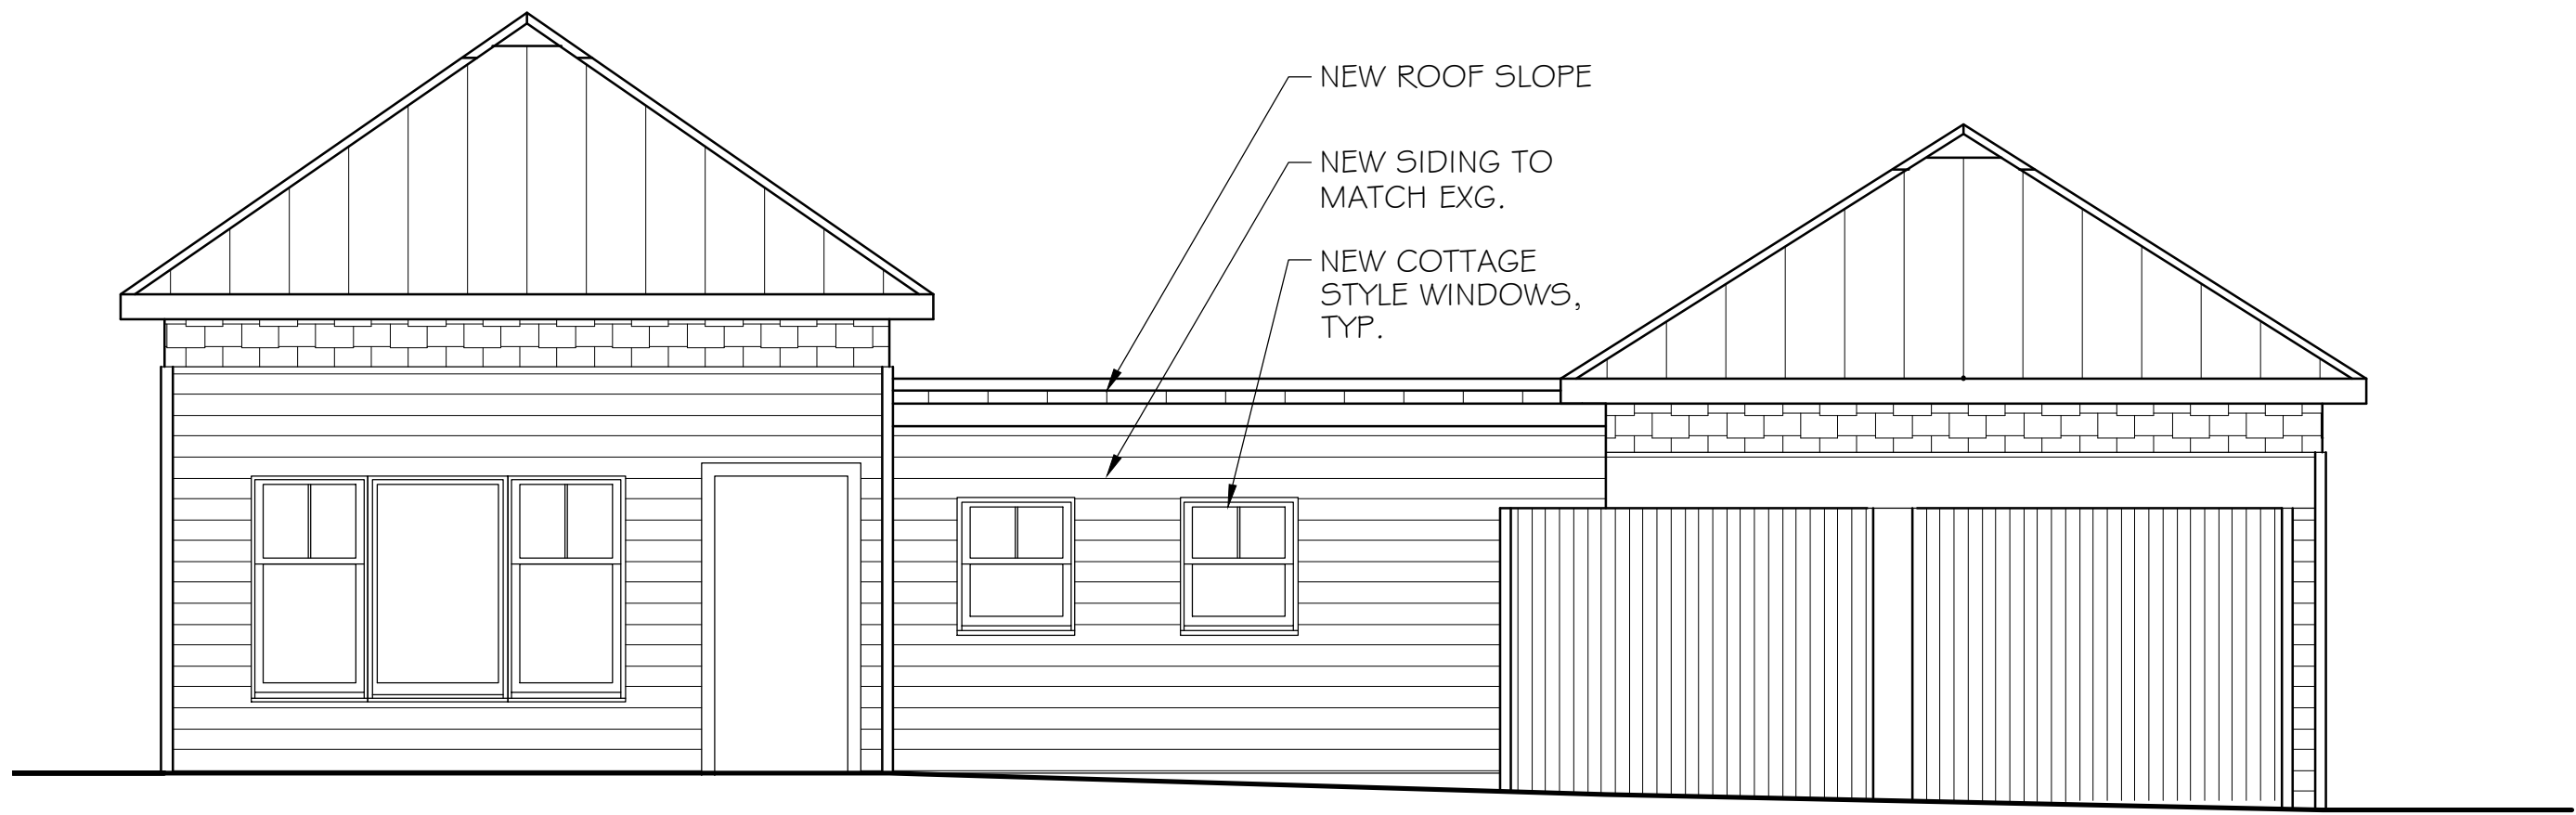 NEW ROOF SLOPE
NEW SIDING TO
MATCH EXG.
NEW COTTAGE
STYLE WINDOWS,
TYP.